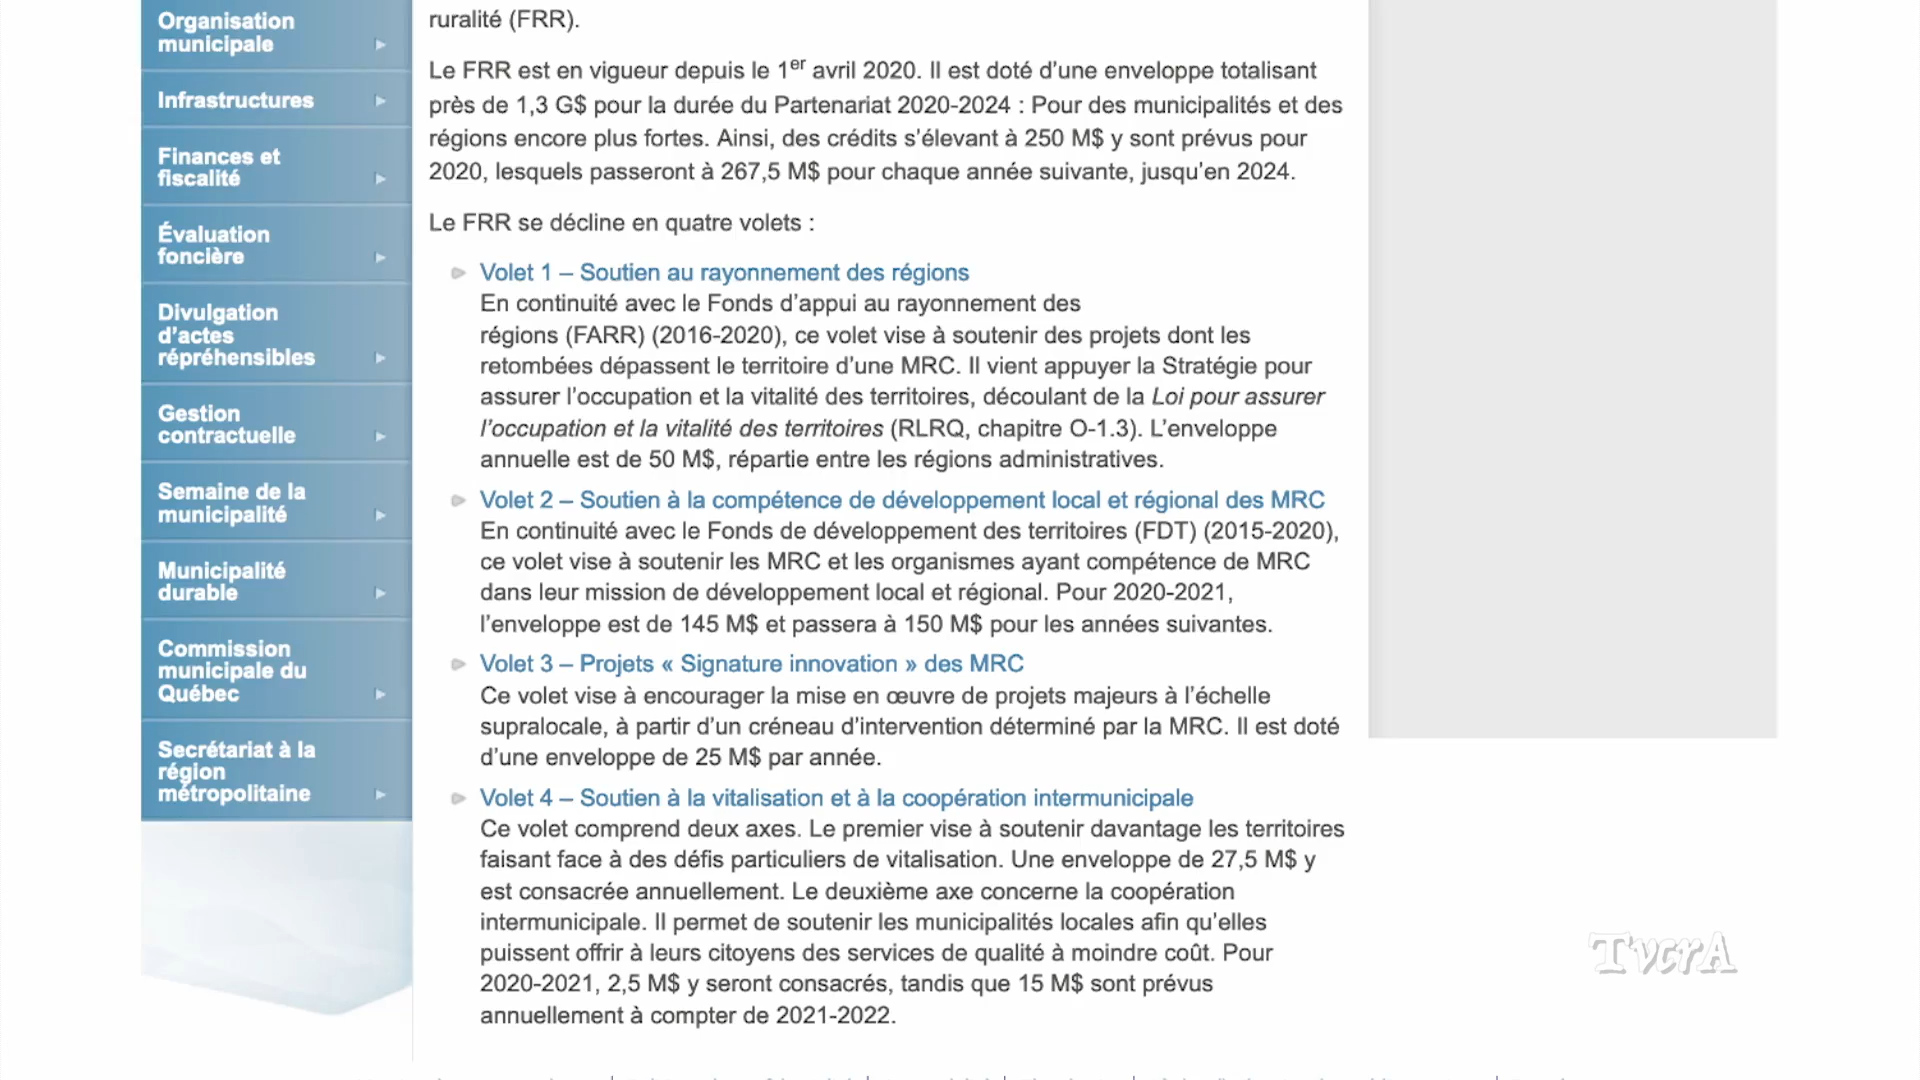 Organisation
municipale
Infrastructures
Finances et
fiscalité
Évaluation
foncière
Divulgation
d’actes
répréhensibles
Gestion
contractuelle
Semaine de la
municipalité
Municipalité
durable
Commission
municipale du
Québec
Secrétariat à la
région
métropolitaine
ruralité (FRR).
Le FRR est en vigueur depuis le 1er avril 2020. Il est doté d’une enveloppe totalisant
près de 1,3 G$ pour la durée du Partenariat 2020-2024 : Pour des municipalités et des
régions encore plus fortes. Ainsi, des crédits s’élevant à 250 M$ y sont prévus pour
2020, lesquels passeront à 267,5 M$ pour chaque année suivante, jusqu’en 2024.
Le FRR se décline en quatre volets :
Volet 1 – Soutien au rayonnement des régions
En continuité avec le Fonds d’appui au rayonnement des
régions (FARR) (2016-2020), ce volet vise à soutenir des projets dont les
retombées dépassent le territoire d’une MRC. Il vient appuyer la Stratégie pour
assurer l’occupation et la vitalité des territoires, découlant de la Loi pour assurer
l’occupation et la vitalité des territoires (RLRQ, chapitre O-1.3). L’enveloppe
annuelle est de 50 M$, répartie entre les régions administratives.
Volet 2 – Soutien à la compétence de développement local et régional des MRC
En continuité avec le Fonds de développement des territoires (FDT) (2015-2020),
ce volet vise à soutenir les MRC et les organismes ayant compétence de MRC
dans leur mission de développement local et régional. Pour 2020-2021,
l’enveloppe est de 145 M$ et passera à 150 M$ pour les années suivantes.
Volet 3 – Projets « Signature innovation » des MRC
Ce volet vise à encourager la mise en œuvre de projets majeurs à l’échelle
supralocale, à partir d’un créneau d’intervention déterminé par la MRC. Il est doté
d’une enveloppe de 25 M$ par année.
Volet 4 – Soutien à la vitalisation et à la coopération intermunicipale
Ce volet comprend deux axes. Le premier vise à soutenir davantage les territoires
faisant face à des défis particuliers de vitalisation. Une enveloppe de 27,5 M$ y
est consacrée annuellement. Le deuxième axe concerne la coopération
intermunicipale. Il permet de soutenir les municipalités locales afin qu’elles
puissent offrir à leurs citoyens des services de qualité à moindre coût. Pour
2020-2021, 2,5 M$ y seront consacrés, tandis que 15 M$ sont prévus
annuellement à compter de 2021-2022.
TvcrA